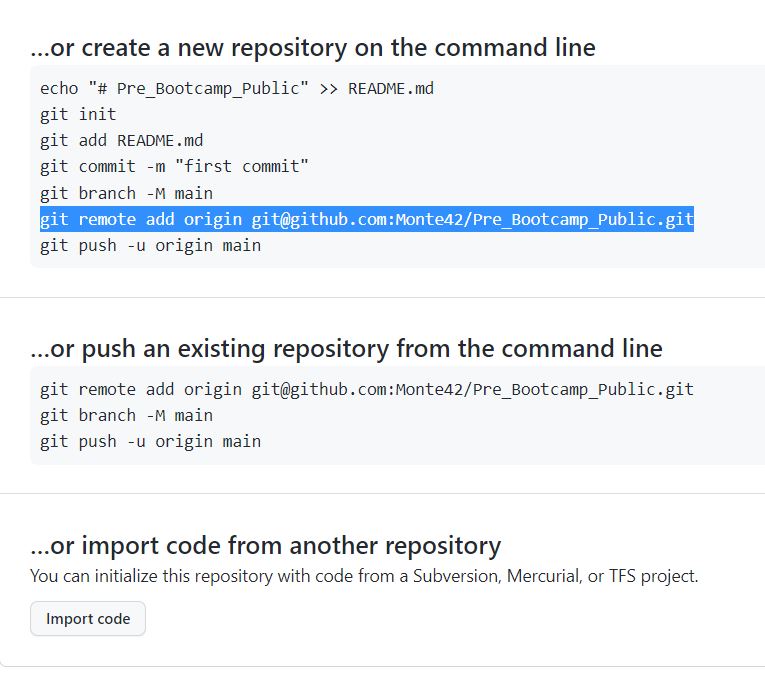 ...or create a new repository on the command line
echo "# Pre_Bootcamp_Public" >> README.md
git init
git add README.md
git commit -m "first commit"
git branch -M main
git remote add origin git@github.com:Monte42/Pre_Bootcamp_Public.git
git push -u origin main
...or push an existing repository from the command line
git remote add origin git@github.com:Monte42/Pre_Bootcamp_Public.git
git branch -M main
git push -u origin main
...or import code from another repository
You can initialize this repository with code from a Subversion, Mercurial, or TFS project.
Import code